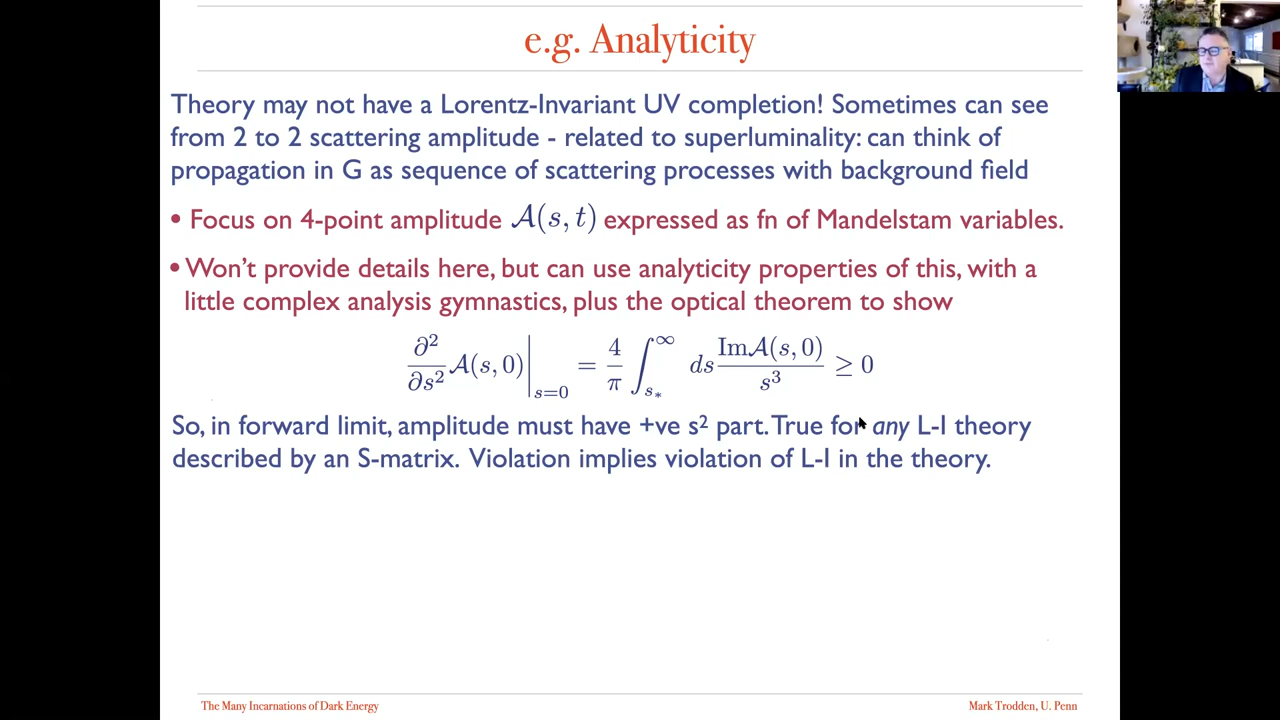 e.g. Analyticity
Theory may not have a Lorentz-Invariant UV completion! Sometimes can see
from 2 to 2 scattering amplitude - related to superluminality: can think of
propagation in G as sequence of scattering processes with background field
• Focus on 4-point amplitude 𝒜(s, t) expressed as fn of Mandelstam variables.
• Won't provide details here, but can use analyticity properties of this, with a
little complex analysis gymnastics, plus the optical theorem to show
∂²/∂s² 𝒜(s, 0)|ₛ₌₀ = 4/π ∫_{s*}^{∞} ds Im𝒜(s, 0)/s³ ≥ 0
So, in forward limit, amplitude must have +ve s² part. True for any L-I theory
described by an S-matrix. Violation implies violation of L-I in the theory.
The Many Incarnations of Dark Energy
Mark Trodden, U. Penn